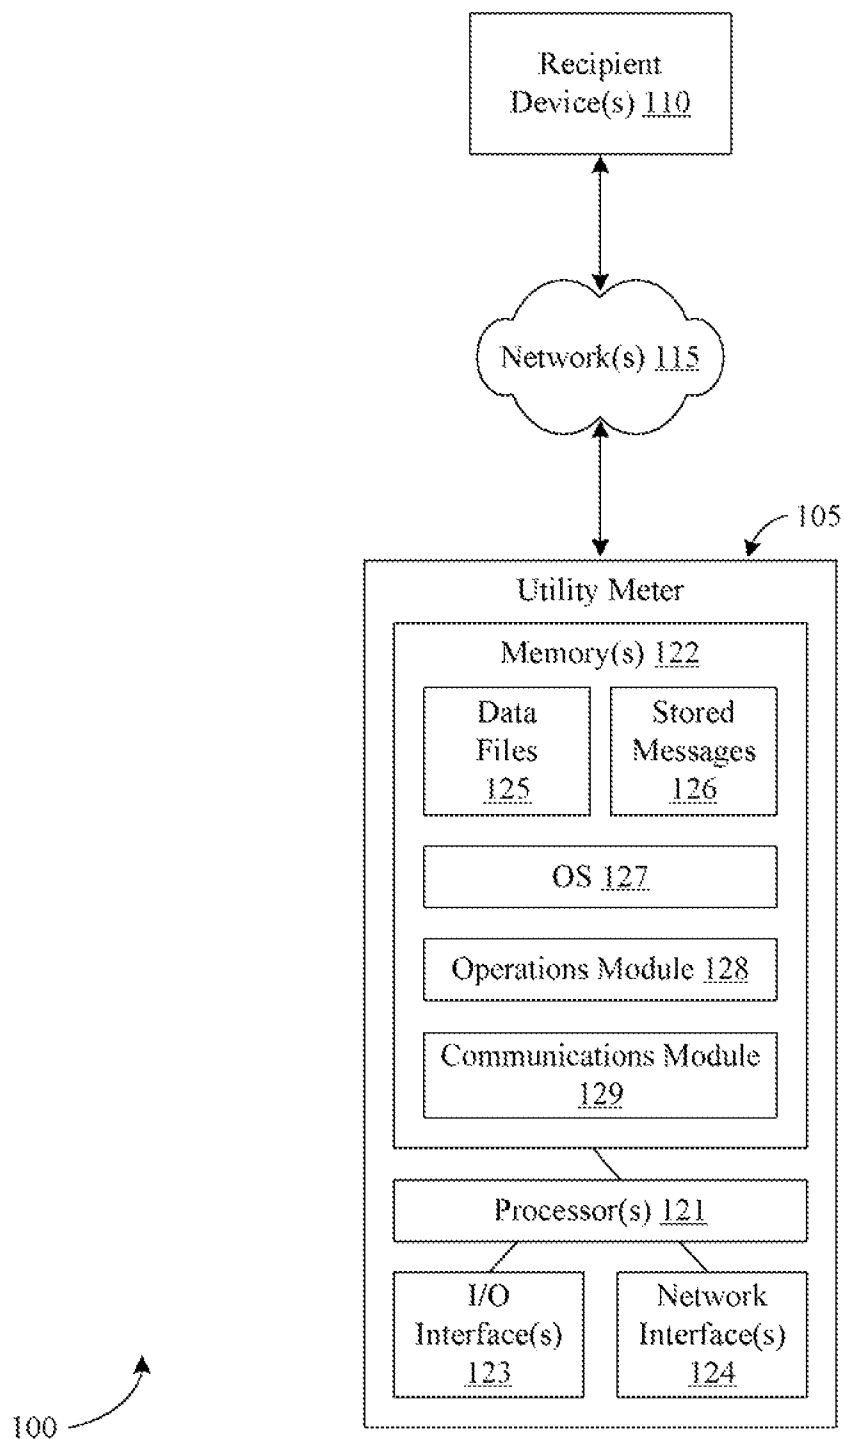 Recipient
Device(s) 110
Network(s) 115
105
Utility Meter
Memory(s) 122
Data
Files
125
Stored
Messages
126
OS 127
Operations Module 128
Communications Module
129
Processor(s) 121
I/O
Interface(s)
123
Network
Interface(s)
124
100